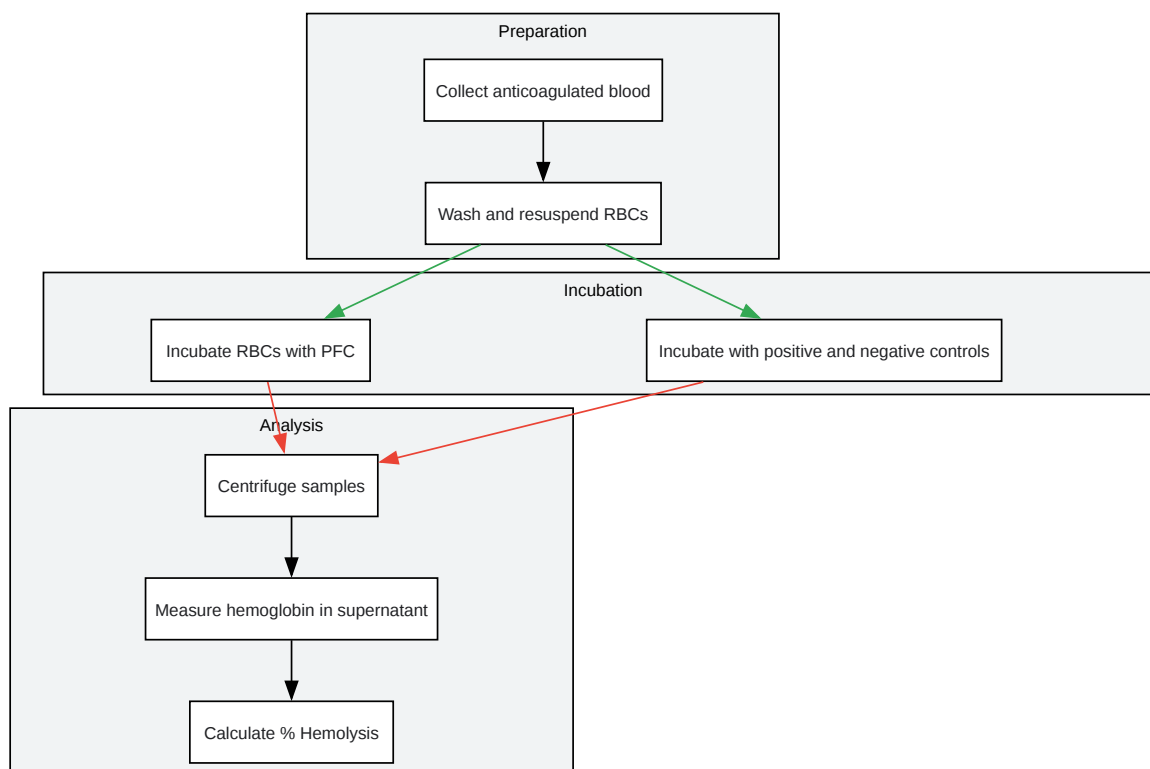 Preparation
Collect anticoagulated blood
Wash and resuspend RBCs
Incubation
Incubate RBCs with PFC
Incubate with positive and negative controls
Analysis
Centrifuge samples
Measure hemoglobin in supernatant
Calculate % Hemolysis